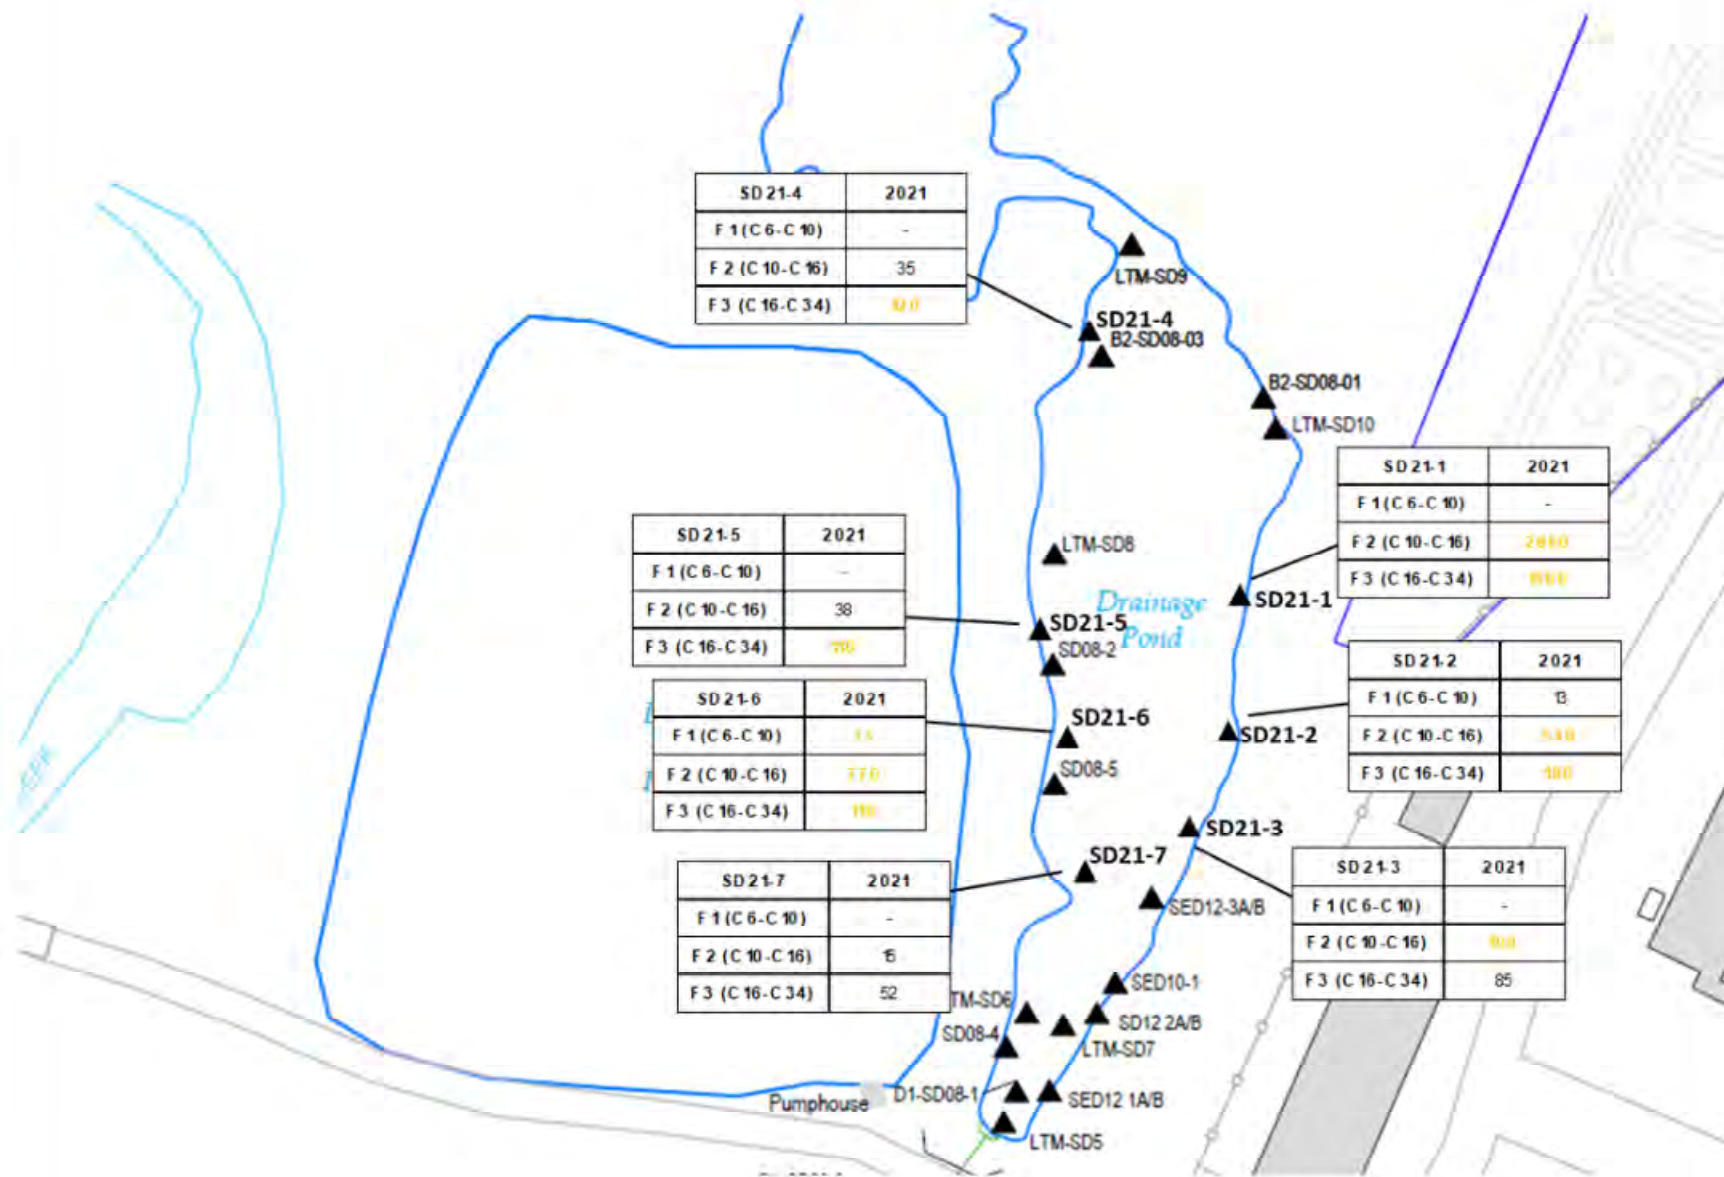 SD21-4 2021
F1 (C6-C10) -
F2 (C10-C16) 35
F3 (C16-C34)
LTM-SD9
SD21-4
B2-SD08-03
B2-SD08-01
LTM-SD10
SD21-1 2021
F1 (C6-C10) -
F2 (C10-C16)
F3 (C16-C34)
SD21-5 2021
F1 (C6-C10) -
F2 (C10-C16) 38
F3 (C16-C34)
LTM-SD8
Drainage
Pond
SD21-1
SD21-5
SD08-2
SD21-2 2021
F1 (C6-C10) 13
F2 (C10-C16)
F3 (C16-C34)
SD21-6 2021
F1 (C6-C10)
F2 (C10-C16)
F3 (C16-C34)
SD21-6
SD21-2
SD08-5
SD21-3
SD21-7
SD21-7 2021
F1 (C6-C10) -
F2 (C10-C16) 15
F3 (C16-C34) 52
SD21-3 2021
F1 (C6-C10) -
F2 (C10-C16)
F3 (C16-C34) 85
SED12-3A/B
SED10-1
TM-SD6
SD12 2A/B
SD08-4
LTM-SD7
D1-SD08-1
SED12 1A/B
Pumphouse
LTM-SD5